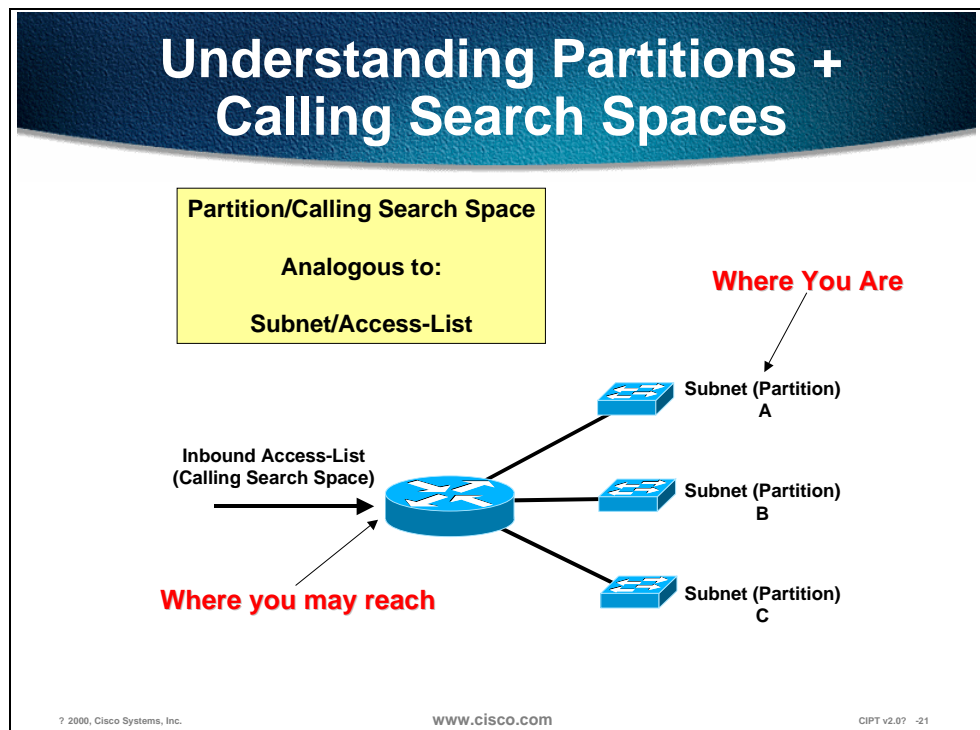 Understanding Partitions +
Calling Search Spaces
Partition/Calling Search Space
Analogous to:
Subnet/Access-List
Where You Are
Subnet (Partition)
A
Inbound Access-List
(Calling Search Space)
Subnet (Partition)
B
Where you may reach
Subnet (Partition)
C
? 2000, Cisco Systems, Inc.
www.cisco.com
CIPT v2.0? -21